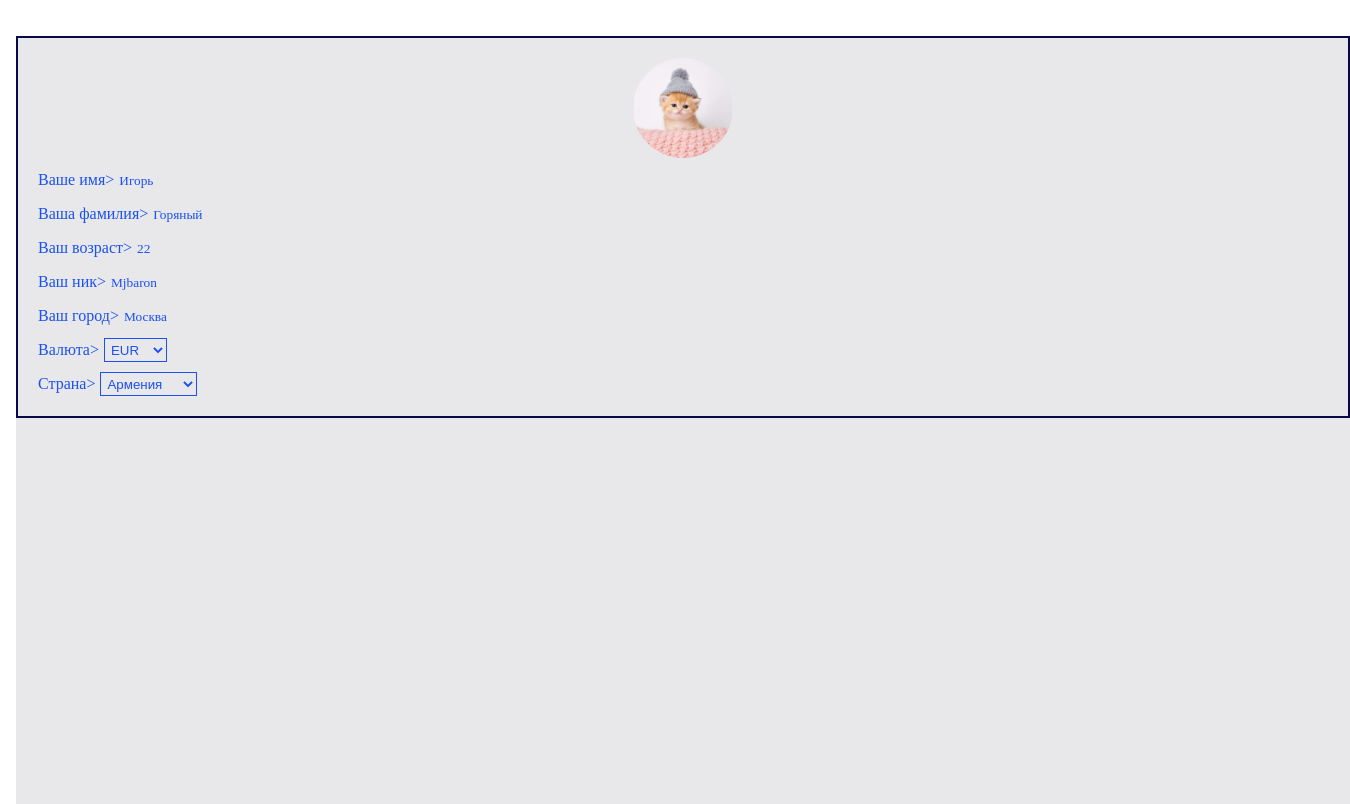 Ваше имя> Игорь
Ваша фамилия> Горяный
Ваш возраст> 22
Ваш ник> Mjbaron
Ваш город> Москва
Валюта> EUR
Страна> Армения